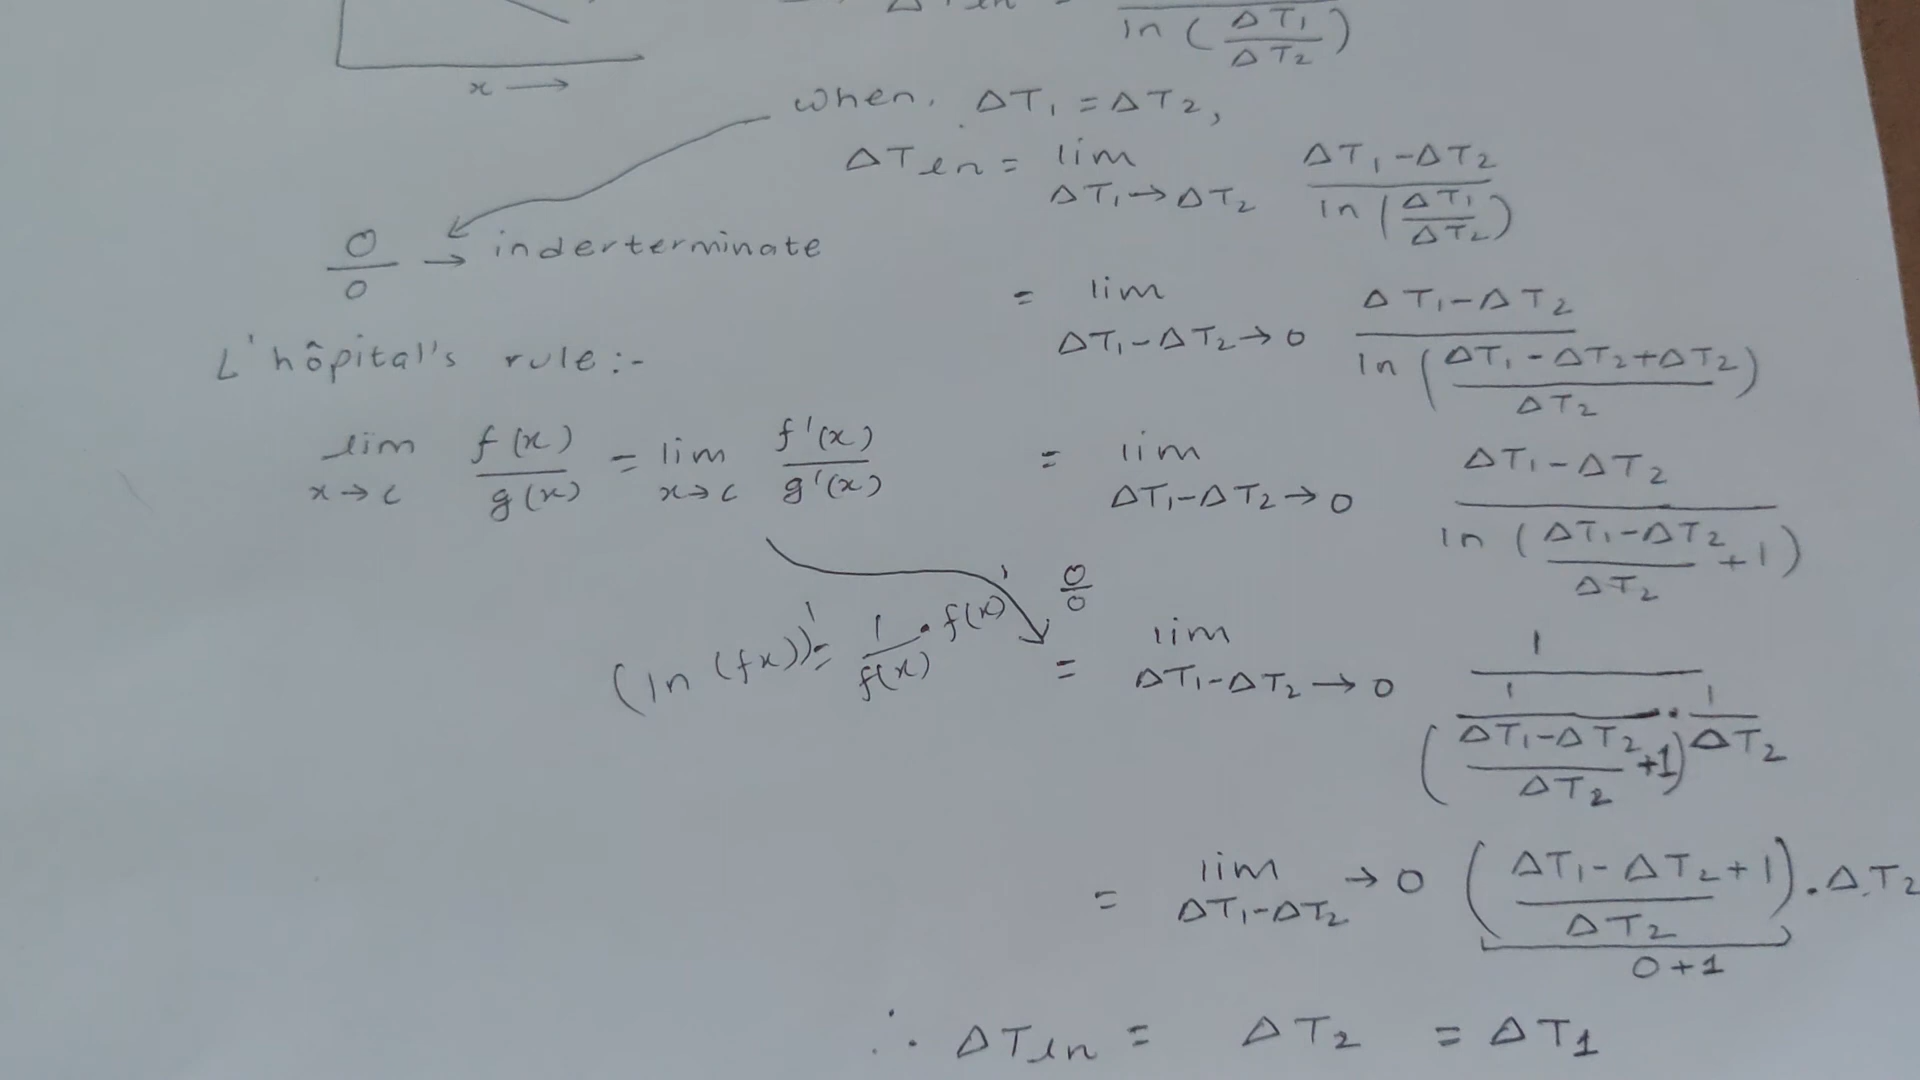 ΔTln = ln(ΔT1/ΔT2)
x →
when, ΔT1 = ΔT2,
ΔTln = lim ΔT1→ΔT2 (ΔT1-ΔT2)/ln(ΔT1/ΔT2)
0/0 → inderterminate
= lim ΔT1-ΔT2→0 (ΔT1-ΔT2)/ln((ΔT1-ΔT2+ΔT2)/ΔT2)
L'hôpital's rule:-
lim x→c f(x)/g(x) = lim x→c f'(x)/g'(x)
= lim ΔT1-ΔT2→0 (ΔT1-ΔT2)/ln((ΔT1-ΔT2)/ΔT2 +1)
0/0
(ln(fx))' = 1/f(x) • f(x)'
= lim ΔT1-ΔT2→0 1/(1/((ΔT1-ΔT2)/ΔT2 +1) • 1/ΔT2)
= lim ΔT1-ΔT2 →0 ((ΔT1-ΔT2+1)/ΔT2) . ΔT2
0+1
∴ ΔTln = ΔT2 = ΔT1